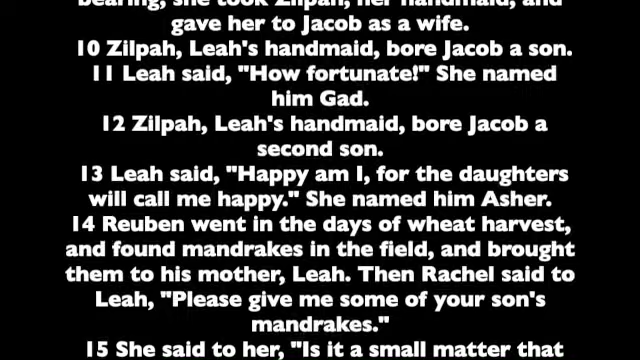 bearing, she took Zilpah, her handmaid, and
gave her to Jacob as a wife.
10 Zilpah, Leah's handmaid, bore Jacob a son.
11 Leah said, "How fortunate!" She named
him Gad.
12 Zilpah, Leah's handmaid, bore Jacob a
second son.
13 Leah said, "Happy am I, for the daughters
will call me happy." She named him Asher.
14 Reuben went in the days of wheat harvest,
and found mandrakes in the field, and brought
them to his mother, Leah. Then Rachel said to
Leah, "Please give me some of your son's
mandrakes."
15 She said to her, "Is it a small matter that